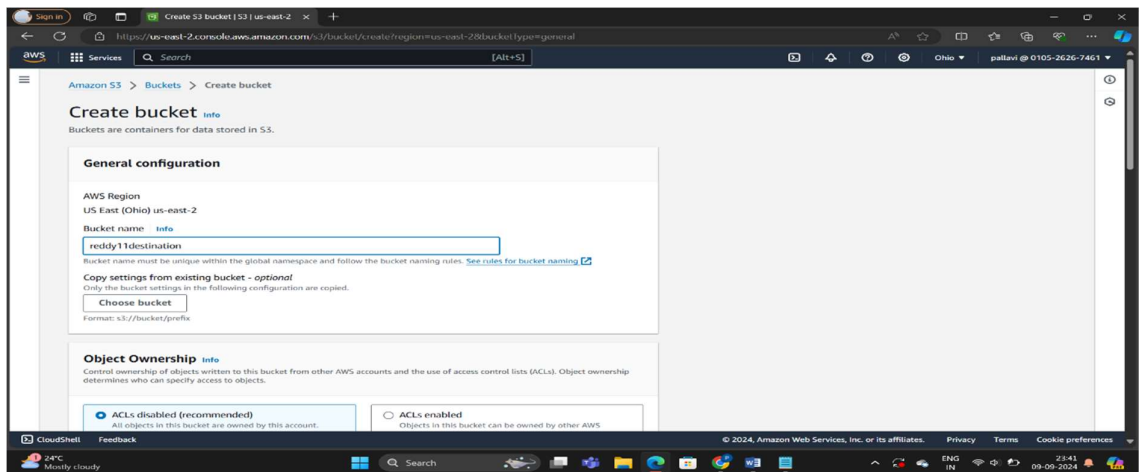 Sign in
Create S3 bucket | S3 | us-east-2
https://us-east-2.console.aws.amazon.com/s3/bucket/create?region=us-east-2&bucketType=general
aws Services Search [Alt+S] Ohio pallavi @ 0105-2626-7461
Amazon S3 > Buckets > Create bucket
Create bucket Info
Buckets are containers for data stored in S3.
General configuration
AWS Region
US East (Ohio) us-east-2
Bucket name Info
reddy11destination
Bucket name must be unique within the global namespace and follow the bucket naming rules. See rules for bucket naming
Copy settings from existing bucket - optional
Only the bucket settings in the following configuration are copied.
Choose bucket
Format: s3://bucket/prefix
Object Ownership Info
Control ownership of objects written to this bucket from other AWS accounts and the use of access control lists (ACLs). Object ownership
determines who can specify access to objects.
ACLs disabled (recommended) ACLs enabled
All objects in this bucket are owned by this account. Objects in this bucket can be owned by other AWS
CloudShell Feedback © 2024, Amazon Web Services, Inc. or its affiliates. Privacy Terms Cookie preferences
24°C Search ENG 23:41
Mostly cloudy IN 09-09-2024